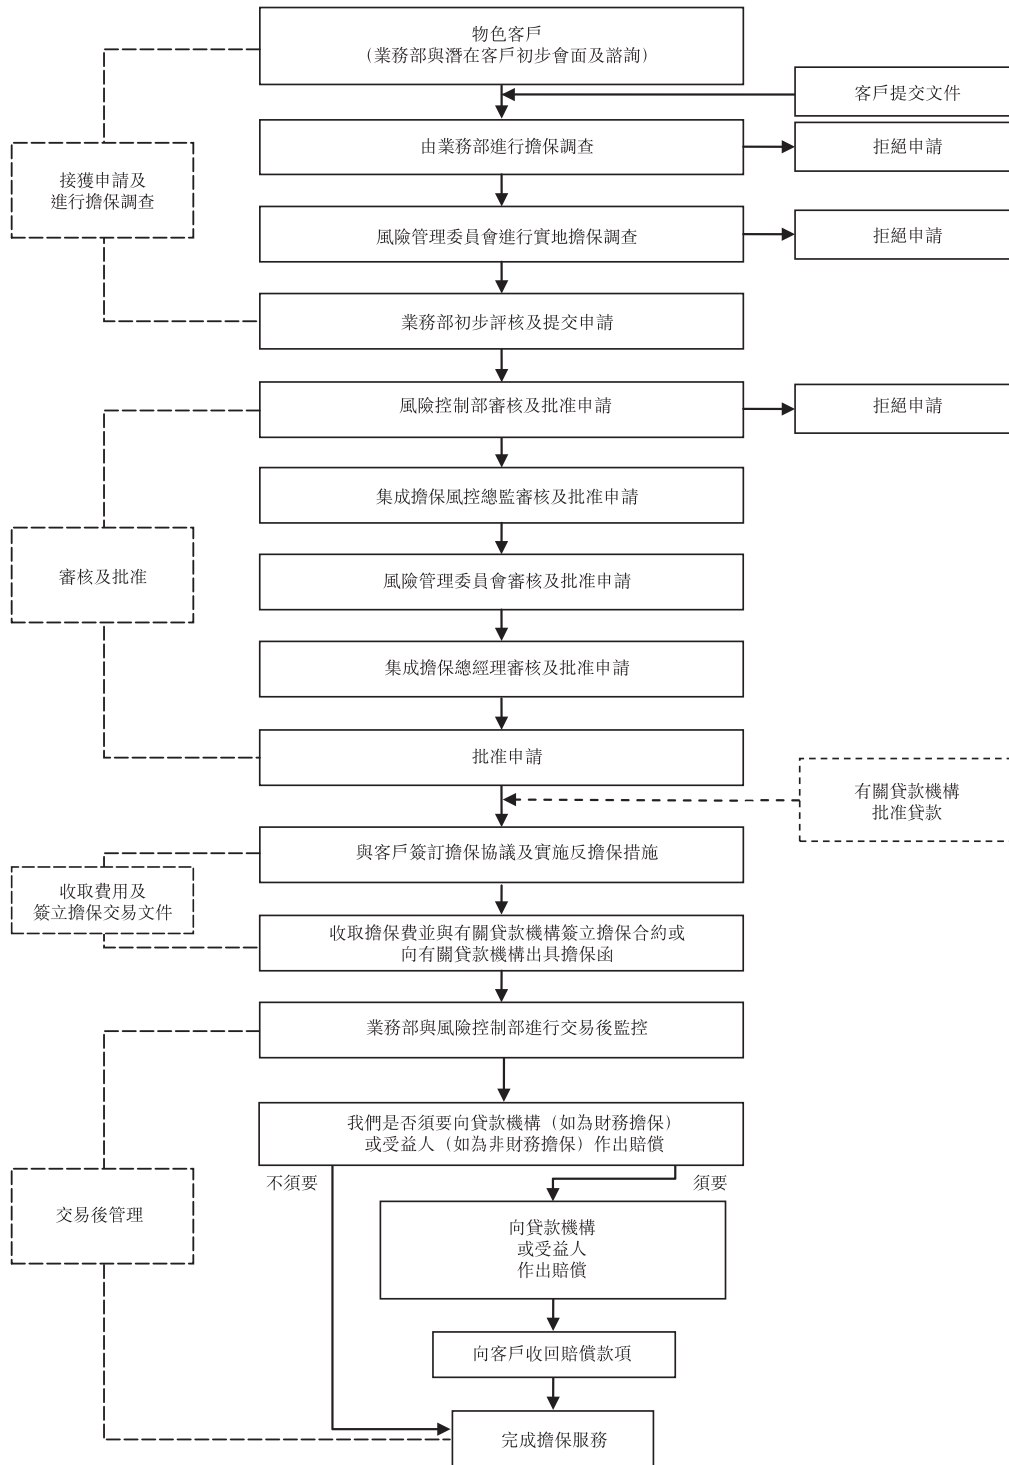 物色客戶
（業務部與潛在客戶初步會面及諮詢）
客戶提交文件
由業務部進行擔保調查
拒絕申請
接獲申請及
進行擔保調查
風險管理委員會進行實地擔保調查
拒絕申請
業務部初步評核及提交申請
風險控制部審核及批准申請
拒絕申請
集成擔保風控總監審核及批准申請
審核及批准
風險管理委員會審核及批准申請
集成擔保總經理審核及批准申請
批准申請
有關貸款機構
批准貸款
與客戶簽訂擔保協議及實施反擔保措施
收取費用及
簽立擔保交易文件
收取擔保費並與有關貸款機構簽立擔保合約或
向有關貸款機構出具擔保函
業務部與風險控制部進行交易後監控
我們是否須要向貸款機構（如為財務擔保）
或受益人（如為非財務擔保）作出賠償
不須要
須要
交易後管理
向貸款機構
或受益人
作出賠償
向客戶收回賠償款項
完成擔保服務